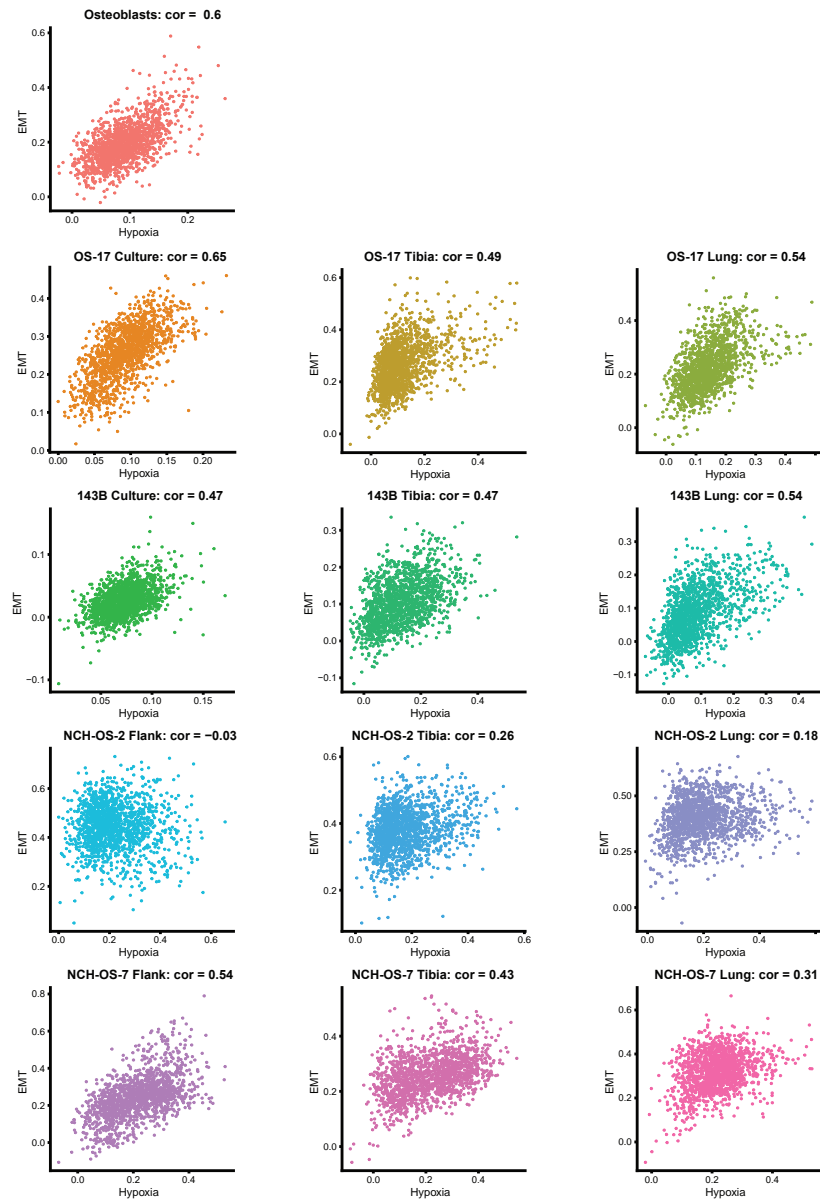 Osteoblasts: cor = 0.6
0.6
0.4
0.2
0.0
EMT
0.0 0.1 0.2
Hypoxia
OS-17 Culture: cor = 0.65
0.4
0.3
0.2
0.1
0.0
EMT
0.00 0.05 0.10 0.15 0.20
Hypoxia
OS-17 Tibia: cor = 0.49
0.6
0.4
0.2
0.0
EMT
0.0 0.2 0.4
Hypoxia
OS-17 Lung: cor = 0.54
0.4
0.2
0.0
EMT
0.0 0.1 0.2 0.3 0.4
Hypoxia
143B Culture: cor = 0.47
0.1
0.0
−0.1
EMT
0.05 0.10 0.15
Hypoxia
143B Tibia: cor = 0.47
0.3
0.2
0.1
0.0
−0.1
EMT
0.0 0.2 0.4
Hypoxia
143B Lung: cor = 0.54
0.3
0.2
0.1
0.0
−0.1
EMT
0.0 0.1 0.2 0.3 0.4
Hypoxia
NCH-OS-2 Flank: cor = −0.03
0.6
0.4
0.2
EMT
0.0 0.2 0.4 0.6
Hypoxia
NCH-OS-2 Tibia: cor = 0.26
0.6
0.4
0.2
EMT
0.0 0.2 0.4 0.6
Hypoxia
NCH-OS-2 Lung: cor = 0.18
0.50
0.25
0.00
EMT
0.0 0.2 0.4
Hypoxia
NCH-OS-7 Flank: cor = 0.54
0.8
0.6
0.4
0.2
0.0
EMT
0.0 0.2 0.4
Hypoxia
NCH-OS-7 Tibia: cor = 0.43
0.4
0.2
0.0
EMT
0.0 0.2 0.4
Hypoxia
NCH-OS-7 Lung: cor = 0.31
0.6
0.4
0.2
0.0
EMT
0.0 0.2 0.4
Hypoxia